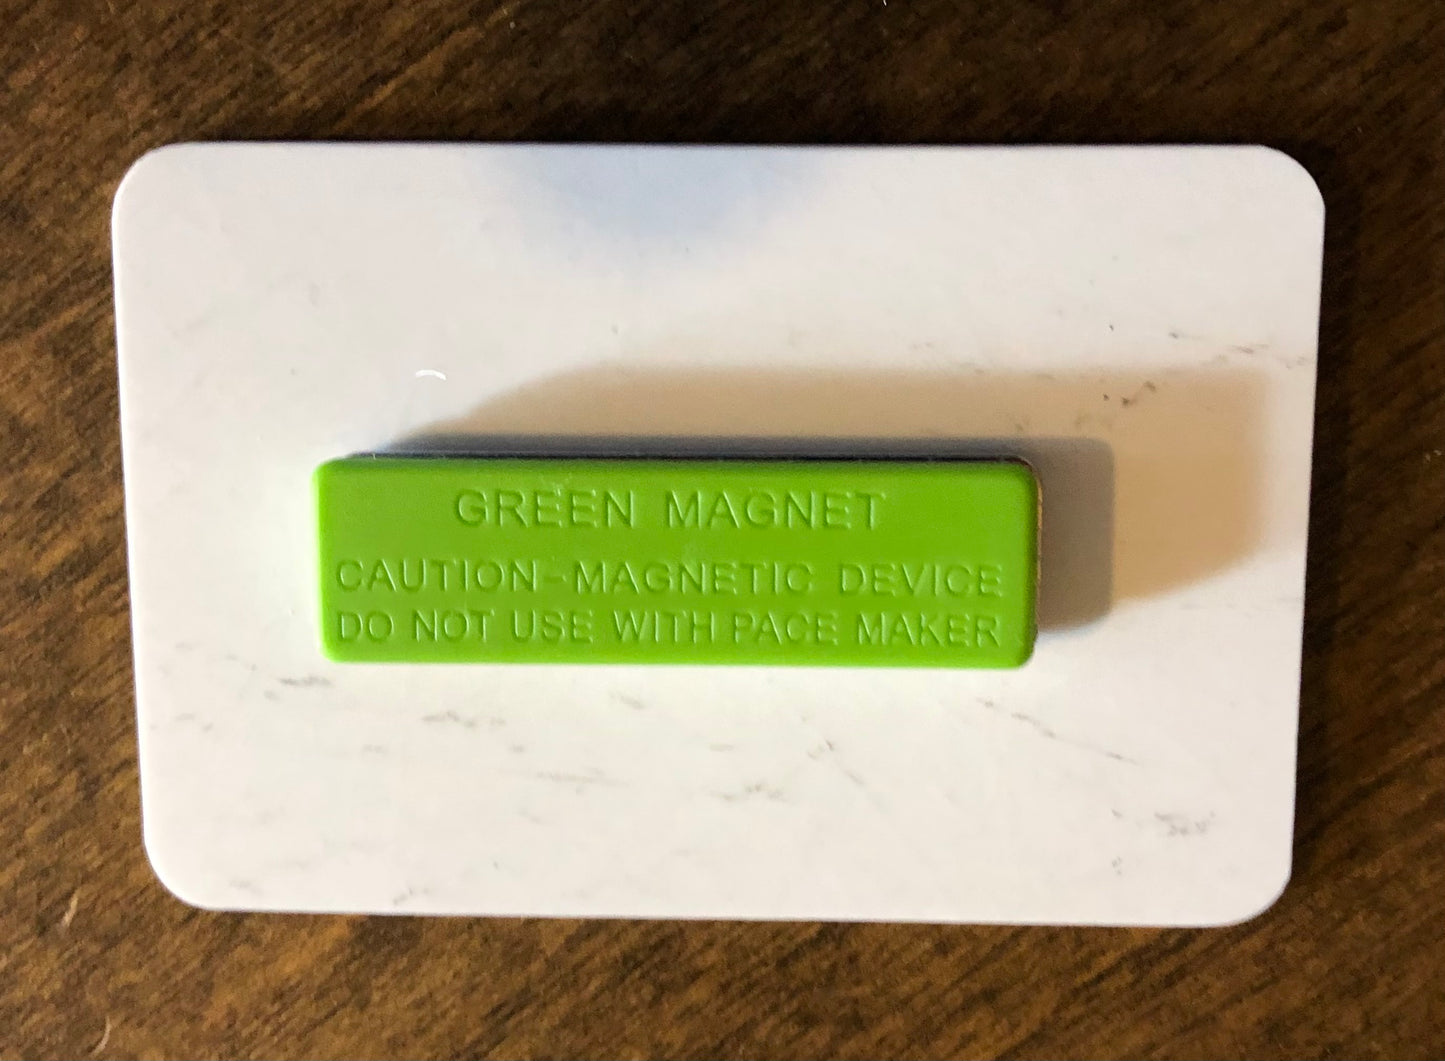 GREEN MAGNET
CAUTION-MAGNETIC DEVICE
DO NOT USE WITH PACE MAKER